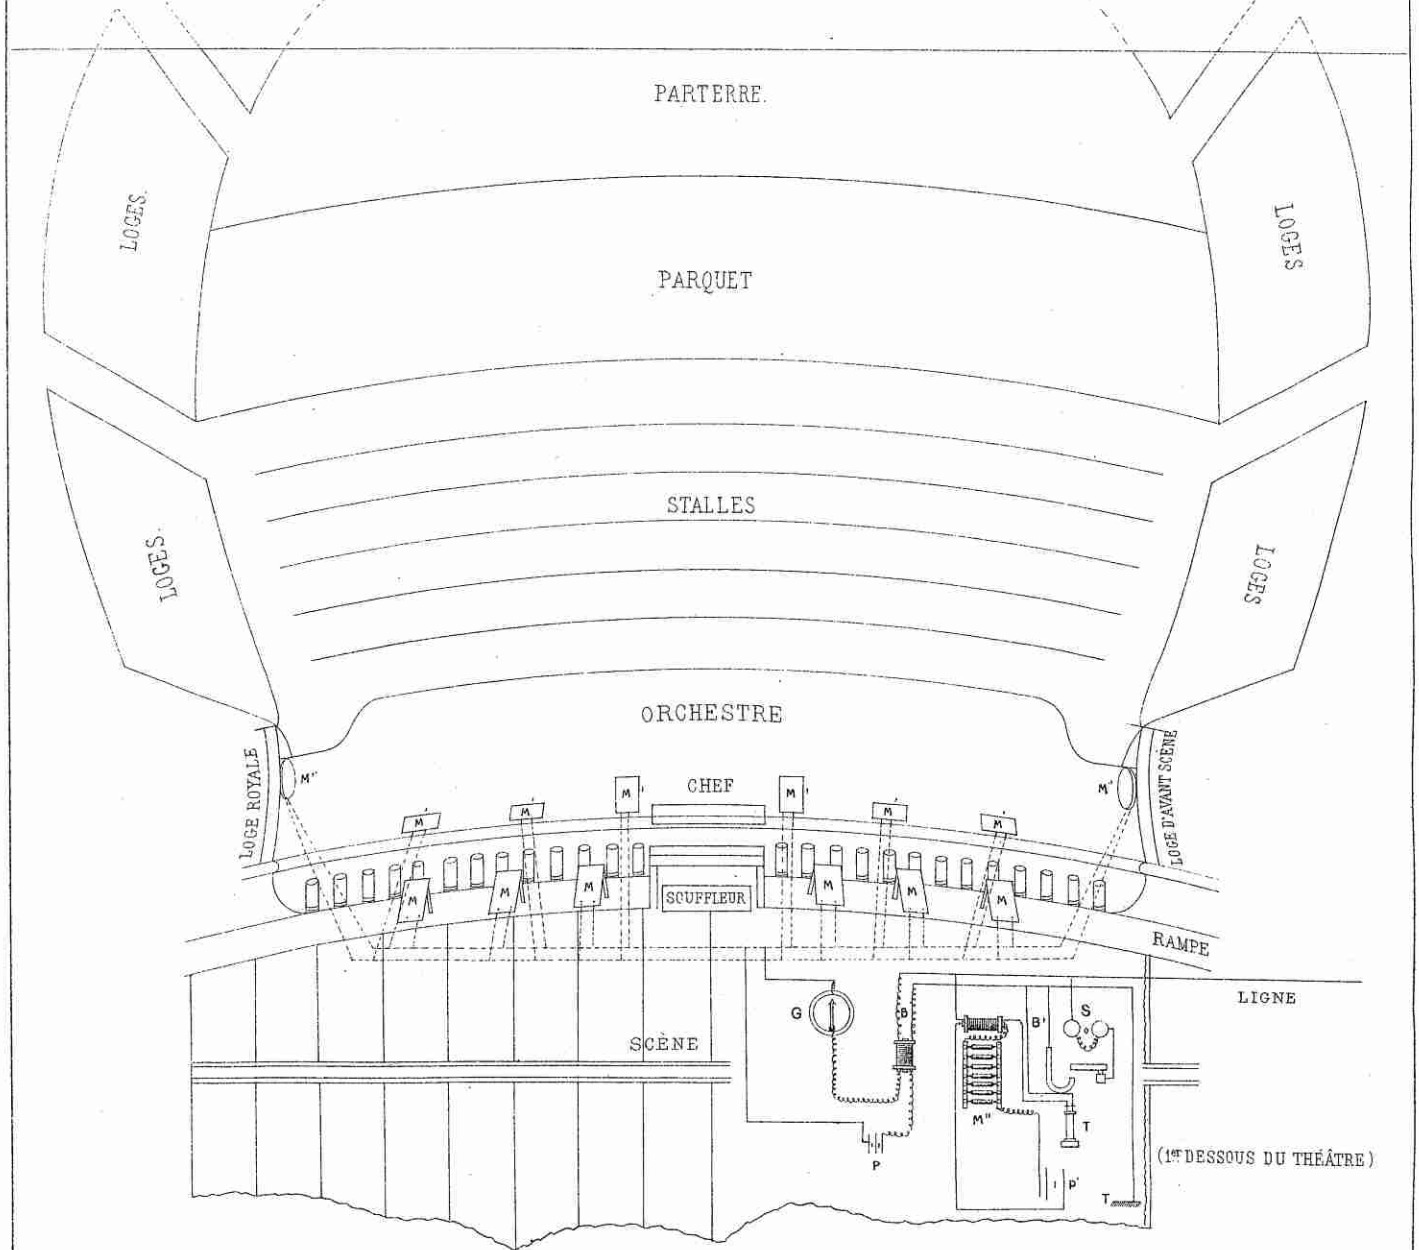 PARTERRE.
LOGES.
LOGES
PARQUET
STALLES
LOGES.
LOGES
ORCHESTRE
LOGE ROYALE
M"
M'
M'
M'
CHEF
M'
M'
M'
M"
LOGE D'AVANT SCÈNE
M
M
M
SOUFFLEUR
M
M
M
RAMPE
LIGNE
G
B
B'
S
SCÈNE
M"
T
P
P'
T
(1er DESSOUS DU THÉÂTRE)